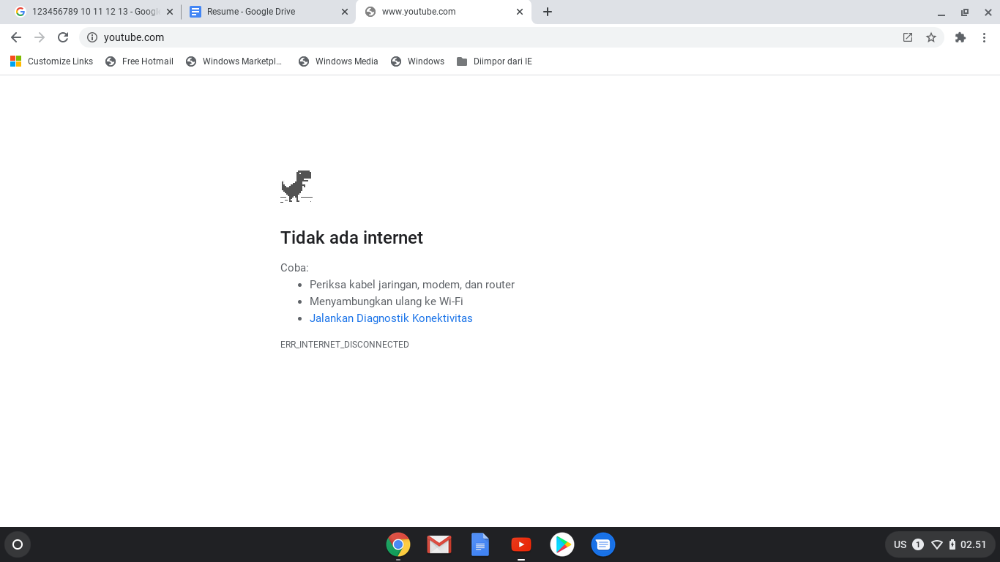 123456789 10 11 12 13 - Googl
Resume - Google Drive
www.youtube.com
youtube.com
Customize Links
Free Hotmail
Windows Marketpl...
Windows Media
Windows
Diimpor dari IE
Tidak ada internet
Coba:
Periksa kabel jaringan, modem, dan router
Menyambungkan ulang ke Wi-Fi
Jalankan Diagnostik Konektivitas
ERR_INTERNET_DISCONNECTED
US 1 02.51